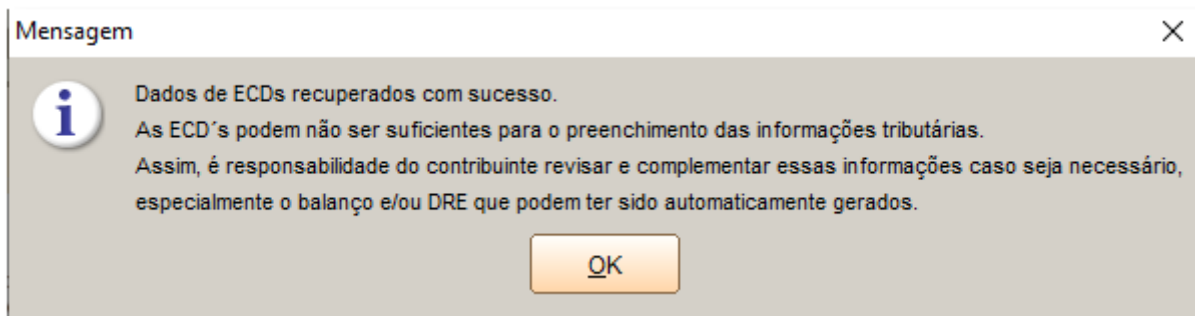 Mensagem
Dados de ECDs recuperados com sucesso.
As ECD´s podem não ser suficientes para o preenchimento das informações tributárias.
Assim, é responsabilidade do contribuinte revisar e complementar essas informações caso seja necessário,
especialmente o balanço e/ou DRE que podem ter sido automaticamente gerados.
OK